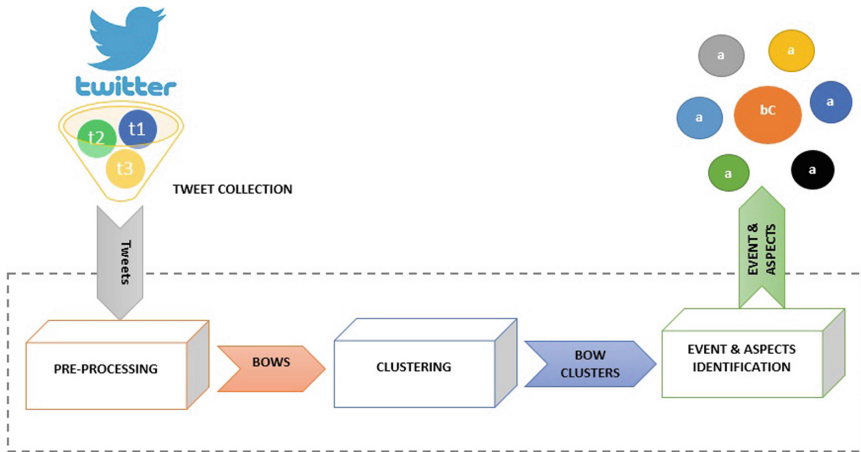 twitter
t2 t1
t3
TWEET COLLECTION
Tweets
a a
a bC a
a a
EVENT &
ASPECTS
PRE-PROCESSING
BOWS
CLUSTERING
BOW
CLUSTERS
EVENT & ASPECTS
IDENTIFICATION